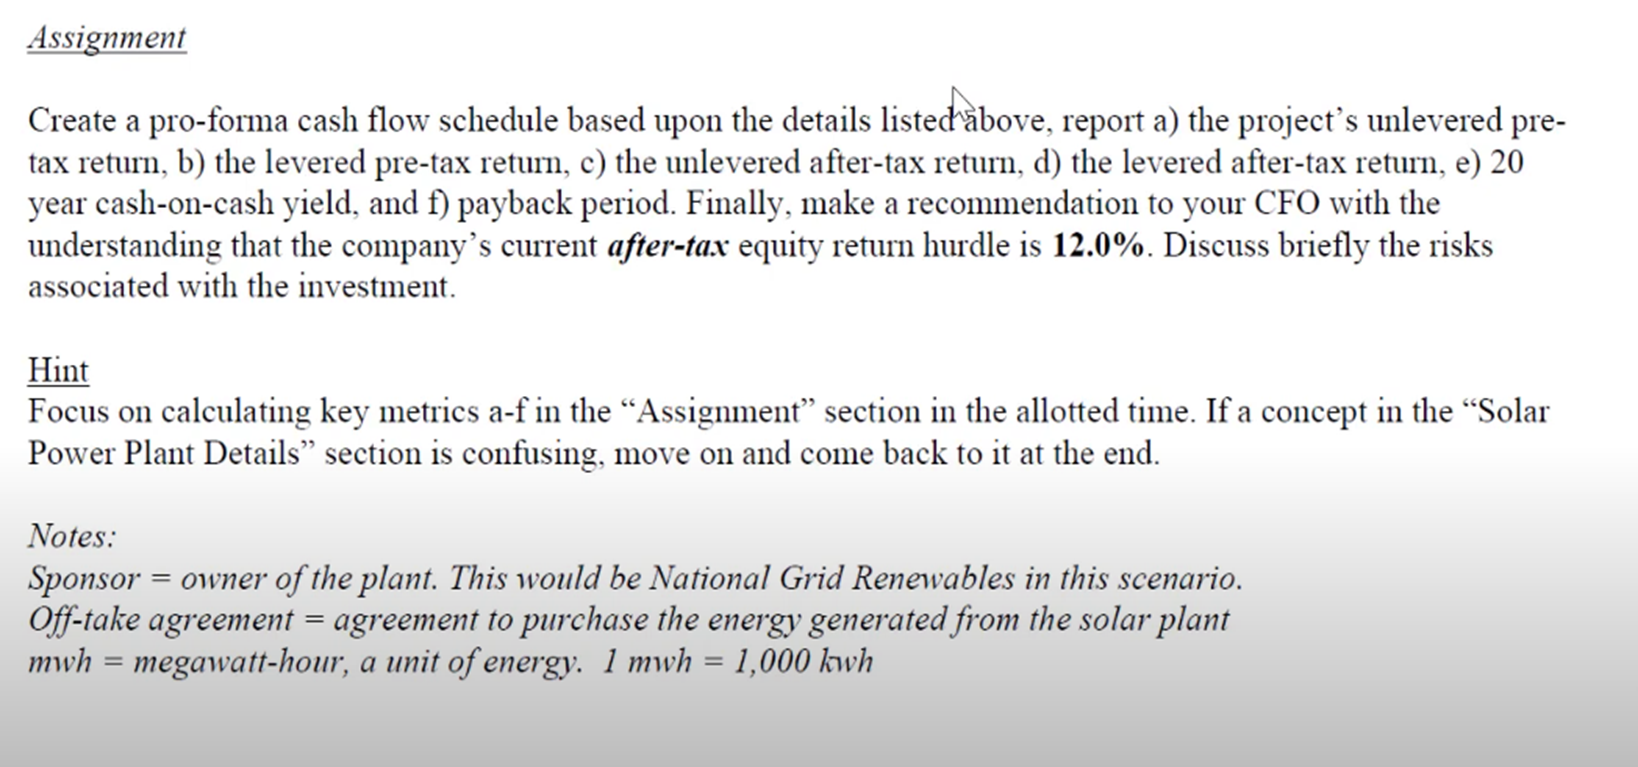 Assignment
Create a pro-forma cash flow schedule based upon the details listed above, report a) the project’s unlevered pre-
tax return, b) the levered pre-tax return, c) the unlevered after-tax return, d) the levered after-tax return, e) 20
year cash-on-cash yield, and f) payback period. Finally, make a recommendation to your CFO with the
understanding that the company’s current after-tax equity return hurdle is 12.0%. Discuss briefly the risks
associated with the investment.
Hint
Focus on calculating key metrics a-f in the “Assignment” section in the allotted time. If a concept in the “Solar
Power Plant Details” section is confusing, move on and come back to it at the end.
Notes:
Sponsor = owner of the plant. This would be National Grid Renewables in this scenario.
Off-take agreement = agreement to purchase the energy generated from the solar plant
mwh = megawatt-hour, a unit of energy. 1 mwh = 1,000 kwh